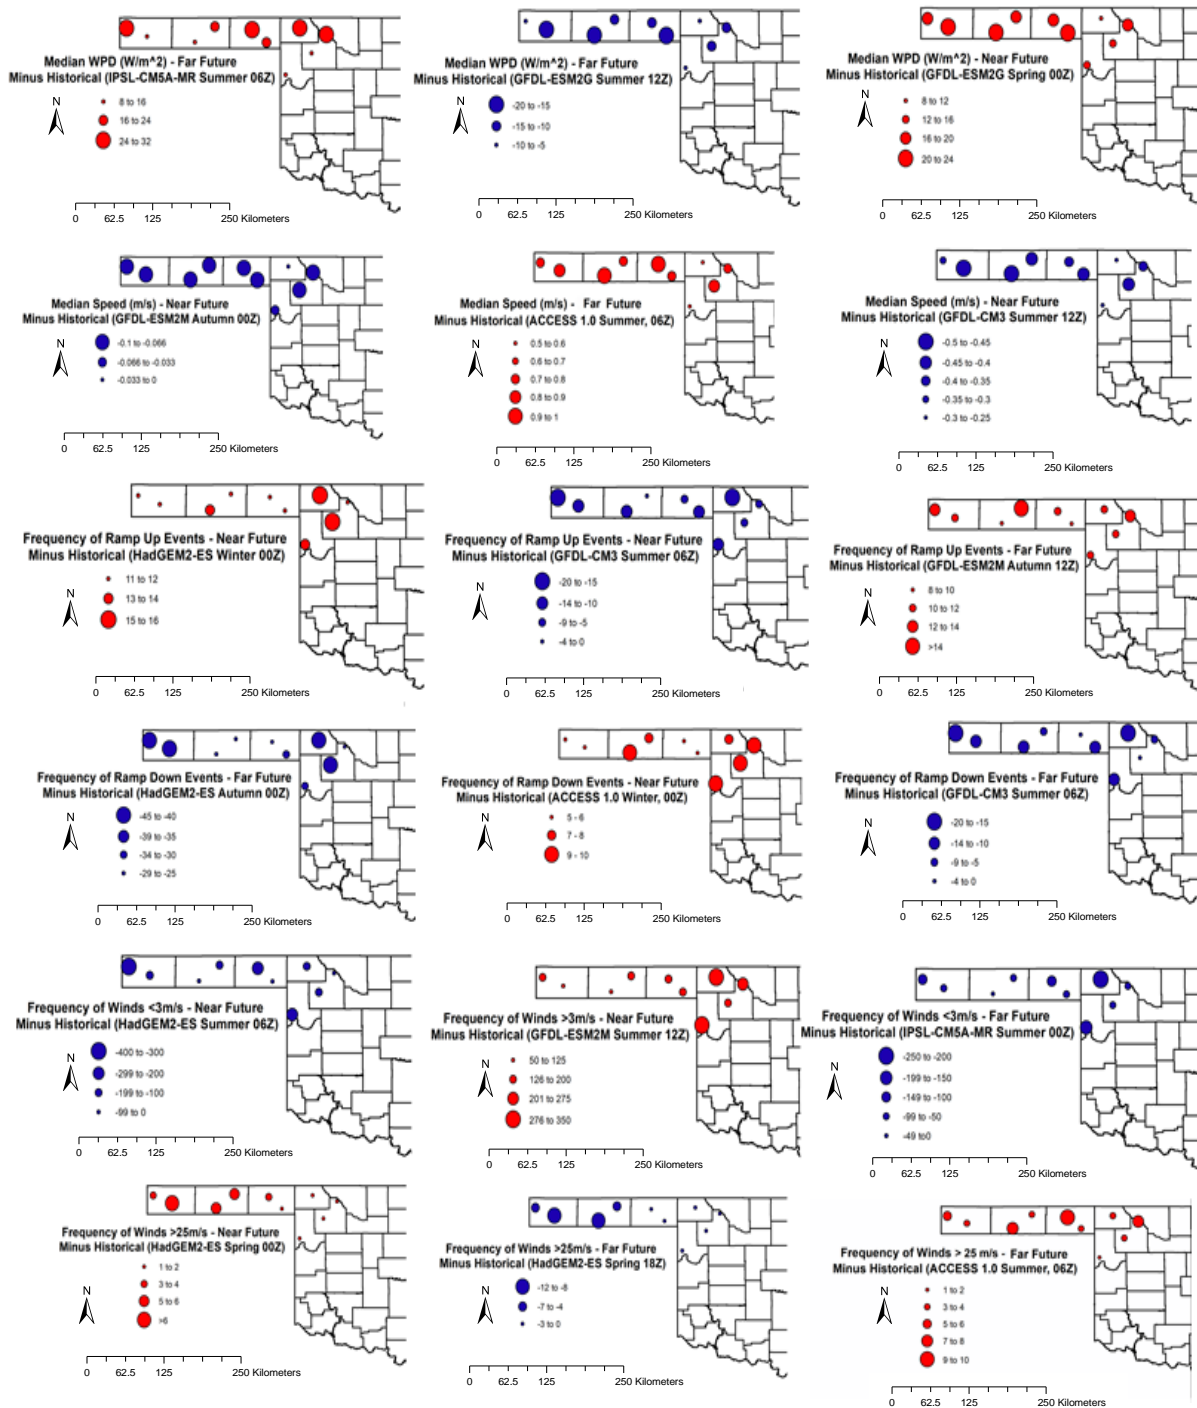 Median WPD (W/m^2) - Far Future
Minus Historical (IPSL-CM5A-MR Summer 06Z)
N
8 to 16
16 to 24
24 to 32
0 62.5 125 250 Kilometers
Median WPD (W/m^2) - Far Future
Minus Historical (GFDL-ESM2G Summer 12Z)
N
-20 to -15
-15 to -10
-10 to -5
0 62.5 125 250 Kilometers
Median WPD (W/m^2) - Near Future
Minus Historical (GFDL-ESM2G Spring 00Z)
N
8 to 12
12 to 16
16 to 20
20 to 24
0 62.5 125 250 Kilometers
Median Speed (m/s) - Near Future
Minus Historical (GFDL-ESM2M Autumn 00Z)
N
-0.1 to -0.066
-0.066 to -0.033
-0.033 to 0
0 62.5 125 250 Kilometers
Median Speed (m/s) - Far Future
Minus Historical (ACCESS 1.0 Summer, 06Z)
N
0.5 to 0.6
0.6 to 0.7
0.7 to 0.8
0.8 to 0.9
0.9 to 1
0 62.5 125 250 Kilometers
Median Speed (m/s) - Near Future
Minus Historical (GFDL-CM3 Summer 12Z)
N
-0.5 to -0.45
-0.45 to -0.4
-0.4 to -0.35
-0.35 to -0.3
-0.3 to -0.25
0 62.5 125 250 Kilometers
Frequency of Ramp Up Events - Near Future
Minus Historical (HadGEM2-ES Winter 00Z)
N
11 to 12
13 to 14
15 to 16
0 62.5 125 250 Kilometers
Frequency of Ramp Up Events - Near Future
Minus Historical (GFDL-CM3 Summer 06Z)
N
-20 to -15
-14 to -10
-9 to -5
-4 to 0
0 62.5 125 250 Kilometers
Frequency of Ramp Up Events - Far Future
Minus Historical (GFDL-ESM2M Autumn 12Z)
N
8 to 10
10 to 12
12 to 14
>14
0 62.5 125 250 Kilometers
Frequency of Ramp Down Events - Far Future
Minus Historical (HadGEM2-ES Autumn 00Z)
N
-45 to -40
-39 to -35
-34 to -30
-29 to -25
0 62.5 125 250 Kilometers
Frequency of Ramp Down Events - Near Future
Minus Historical (ACCESS 1.0 Winter, 00Z)
N
5 - 6
7 - 8
9 - 10
0 62.5 125 250 Kilometers
Frequency of Ramp Down Events - Far Future
Minus Historical (GFDL-CM3 Summer 06Z)
N
-20 to -15
-14 to -10
-9 to -5
-4 to 0
0 62.5 125 250 Kilometers
Frequency of Winds <3m/s - Near Future
Minus Historical (HadGEM2-ES Summer 06Z)
N
-400 to -300
-299 to -200
-199 to -100
-99 to 0
0 62.5 125 250 Kilometers
Frequency of Winds >3m/s - Near Future
Minus Historical (GFDL-ESM2M Summer 12Z)
N
50 to 125
126 to 200
201 to 275
276 to 350
0 62.5 125 250 Kilometers
Frequency of Winds <3m/s - Far Future
Minus Historical (IPSL-CM5A-MR Summer 00Z)
N
-250 to -200
-199 to -150
-149 to -100
-99 to -50
-49 to0
0 62.5 125 250 Kilometers
Frequency of Winds >25m/s - Near Future
Minus Historical (HadGEM2-ES Spring 00Z)
N
1 to 2
3 to 4
5 to 6
>6
0 62.5 125 250 Kilometers
Frequency of Winds >25m/s - Far Future
Minus Historical (HadGEM2-ES Spring 18Z)
N
-12 to -8
-7 to -4
-3 to 0
0 62.5 125 250 Kilometers
Frequency of Winds > 25 m/s - Far Future
Minus Historical (ACCESS 1.0 Summer, 06Z)
N
1 to 2
3 to 4
5 to 6
7 to 8
9 to 10
0 62.5 125 250 Kilometers